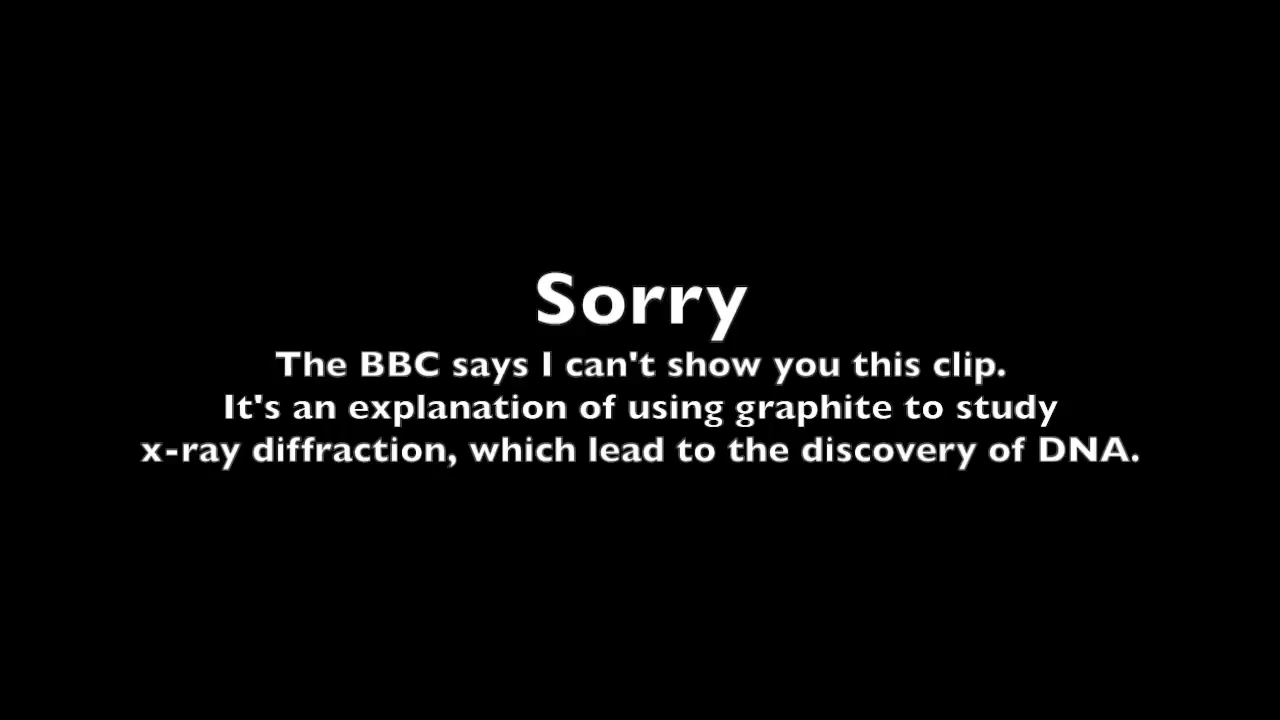 Sorry
The BBC says I can't show you this clip.
It's an explanation of using graphite to study
x-ray diffraction, which lead to the discovery of DNA.